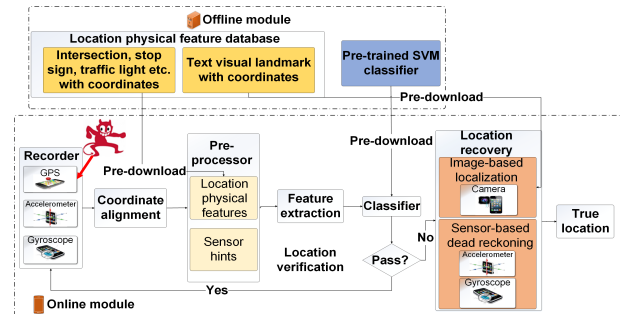 Offline module
Location physical feature database
Intersection, stop
sign, traffic light etc.
with coordinates
Text visual landmark
with coordinates
Pre-trained SVM
classifier
Pre-download
Pre-download
Pre-download
Recorder
GPS
Accelerometer
Gyroscope
Coordinate
alignment
Pre-
processor
Location
physical
features
Sensor
hints
Feature
extraction
Classifier
Location
verification
Pass?
No
Yes
Location
recovery
Image-based
localization
Camera
Sensor-based
dead reckoning
Accelerometer
Gyroscope
True
location
Online module